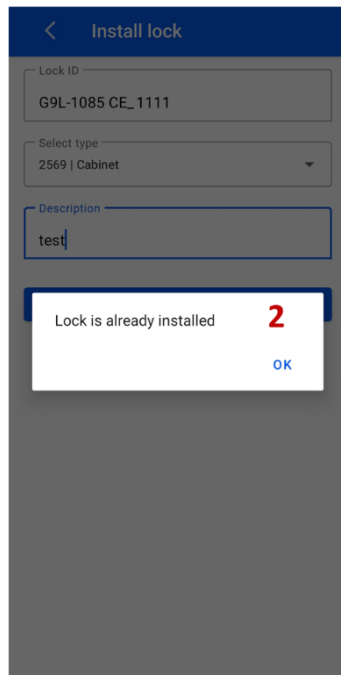 Install lock
Lock ID
G9L-1085 CE_1111
Select type
2569 | Cabinet
Description
test
Lock is already installed
2
OK